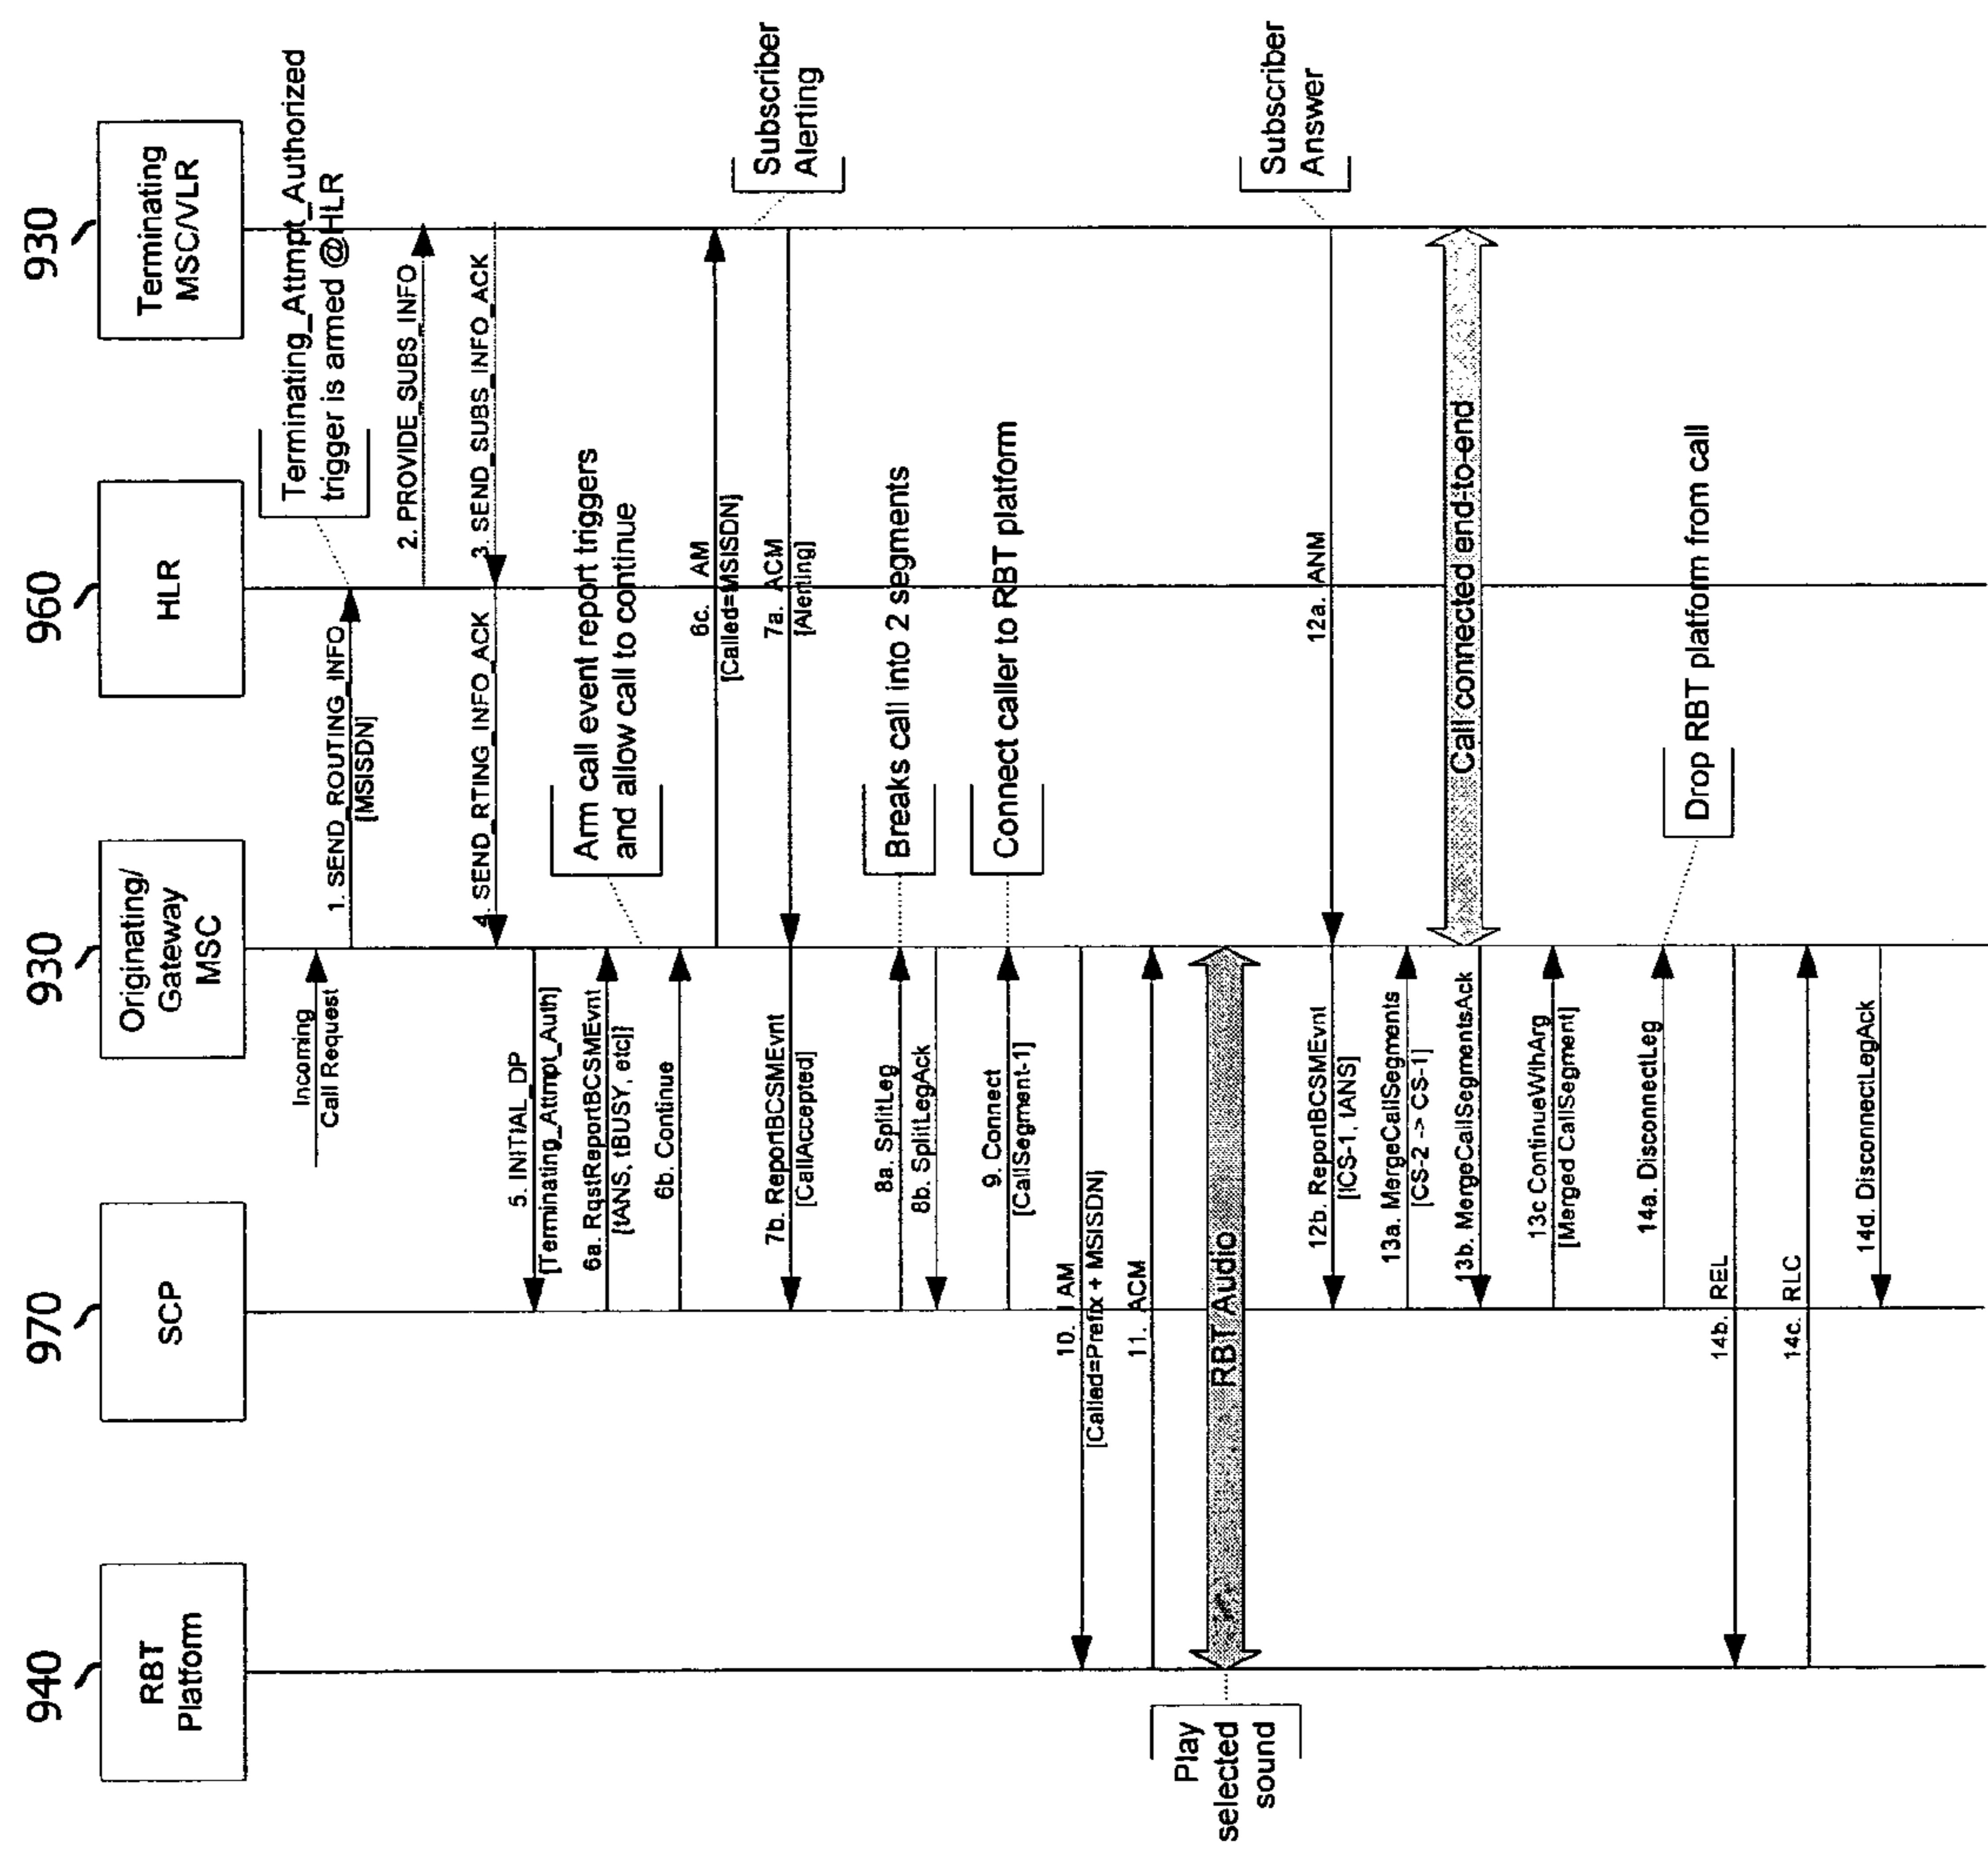 940
RBT
Platform
970
SCP
930
Originating/
Gateway
MSC
960
HLR
930
Terminating
MSC/VLR
Incoming
Call Request
1. SEND_ROUTING_INFO
[MSISDN]
Terminating_Attmpt_Authorized
trigger is armed @HLR
2. PROVIDE_SUBS_INFO
3. SEND_SUBS_INFO_ACK
4. SEND_RTING_INFO_ACK
5. INITIAL_DP
[Terminating_Attmpt_Auth]
6a. RqstReportBCSMEvnt
[tANS, tBUSY, etc]]
Arm call event report triggers
and allow call to continue
6b. Continue
6c. IAM
[Called=MSISDN]
Subscriber
Alerting
7a. ACM
[Alerting]
7b. ReportBCSMEvnt
[CallAccepted]
8a. SplitLeg
Breaks call into 2 segments
8b. SplitLegAck
9. Connect
[CallSegment-1]
Connect caller to RBT platform
10. IAM
[Called=Prefix + MSISDN]
11. ACM
Play
selected
sound
RBT Audio
Subscriber
Answer
12a. ANM
12b. ReportBCSMEvnt
[CS-1, tANS]
13a. MergeCallSegments
[CS-2 -> CS-1]
Call connected end-to-end
13b. MergeCallSegmentsAck
13c ContinueWthArg
[Merged CallSegment]
14a. DisconnectLeg
Drop RBT platform from call
14b. REL
14c. RLC
14d. DisconnectLegAck